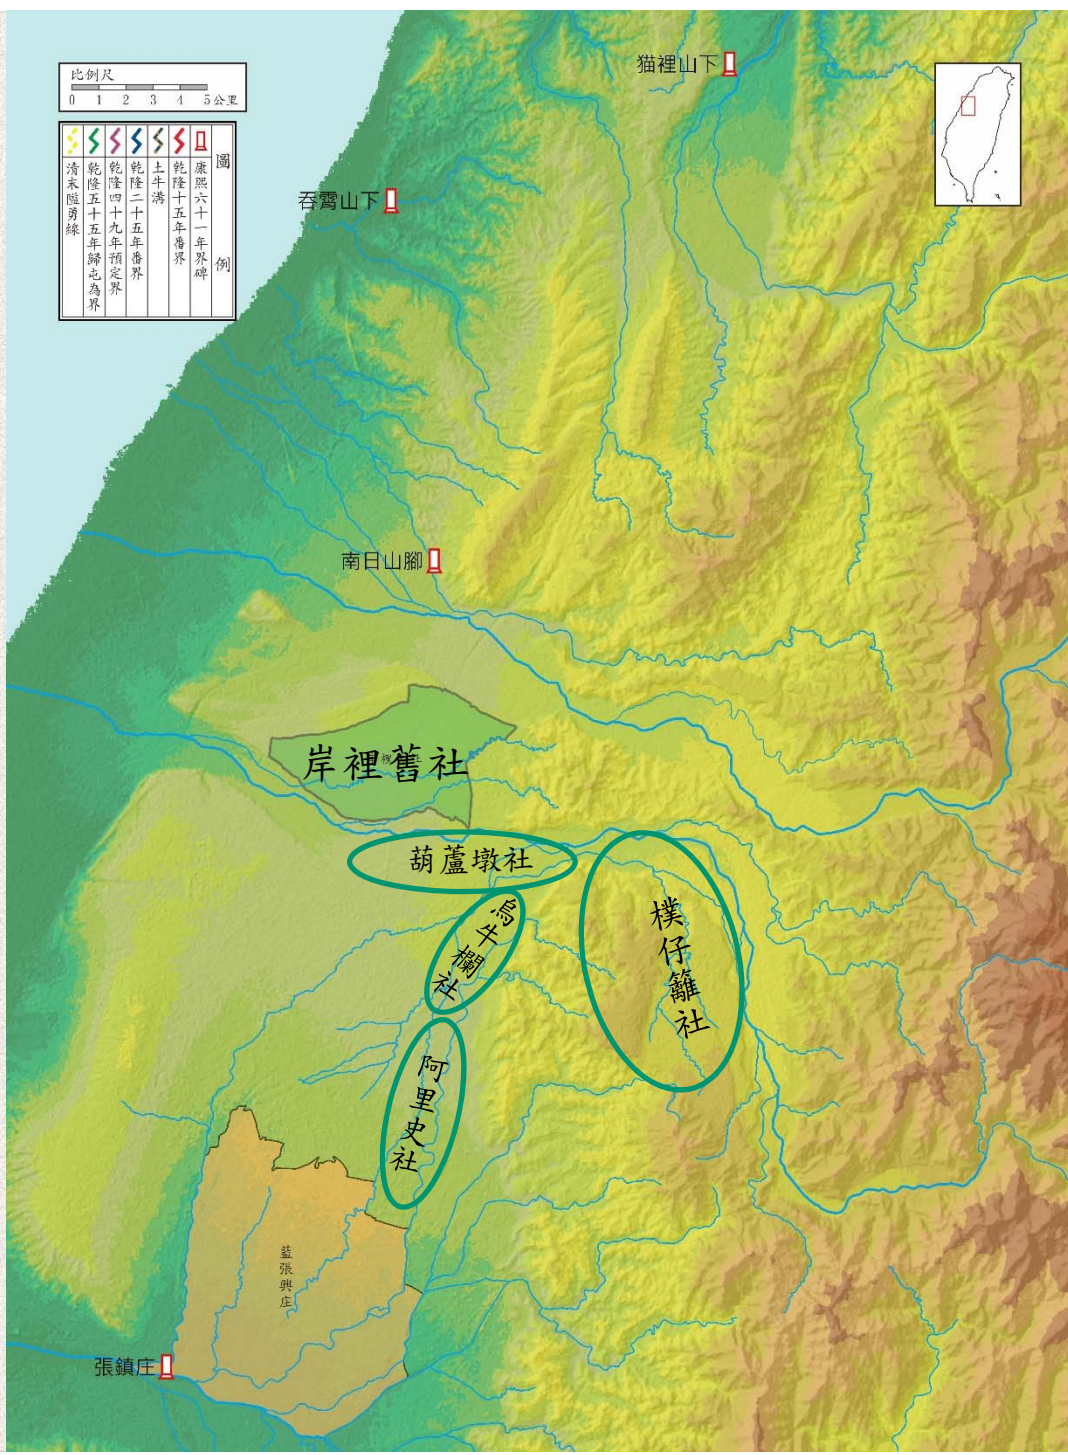 比例尺
0 1 2 3 4 5公里
圖例
康熙六十一年界碑
乾隆十五年番界
土牛溝
乾隆二十五年番界
乾隆四十九年預定界
乾隆五十五年歸屯為界
清末隘勇線
猫裡山下
吞霄山下
南日山腳
岸裡舊社
葫蘆墩社
烏牛欄社
樸仔籬社
阿里史社
藍張興庄
張鎮庄